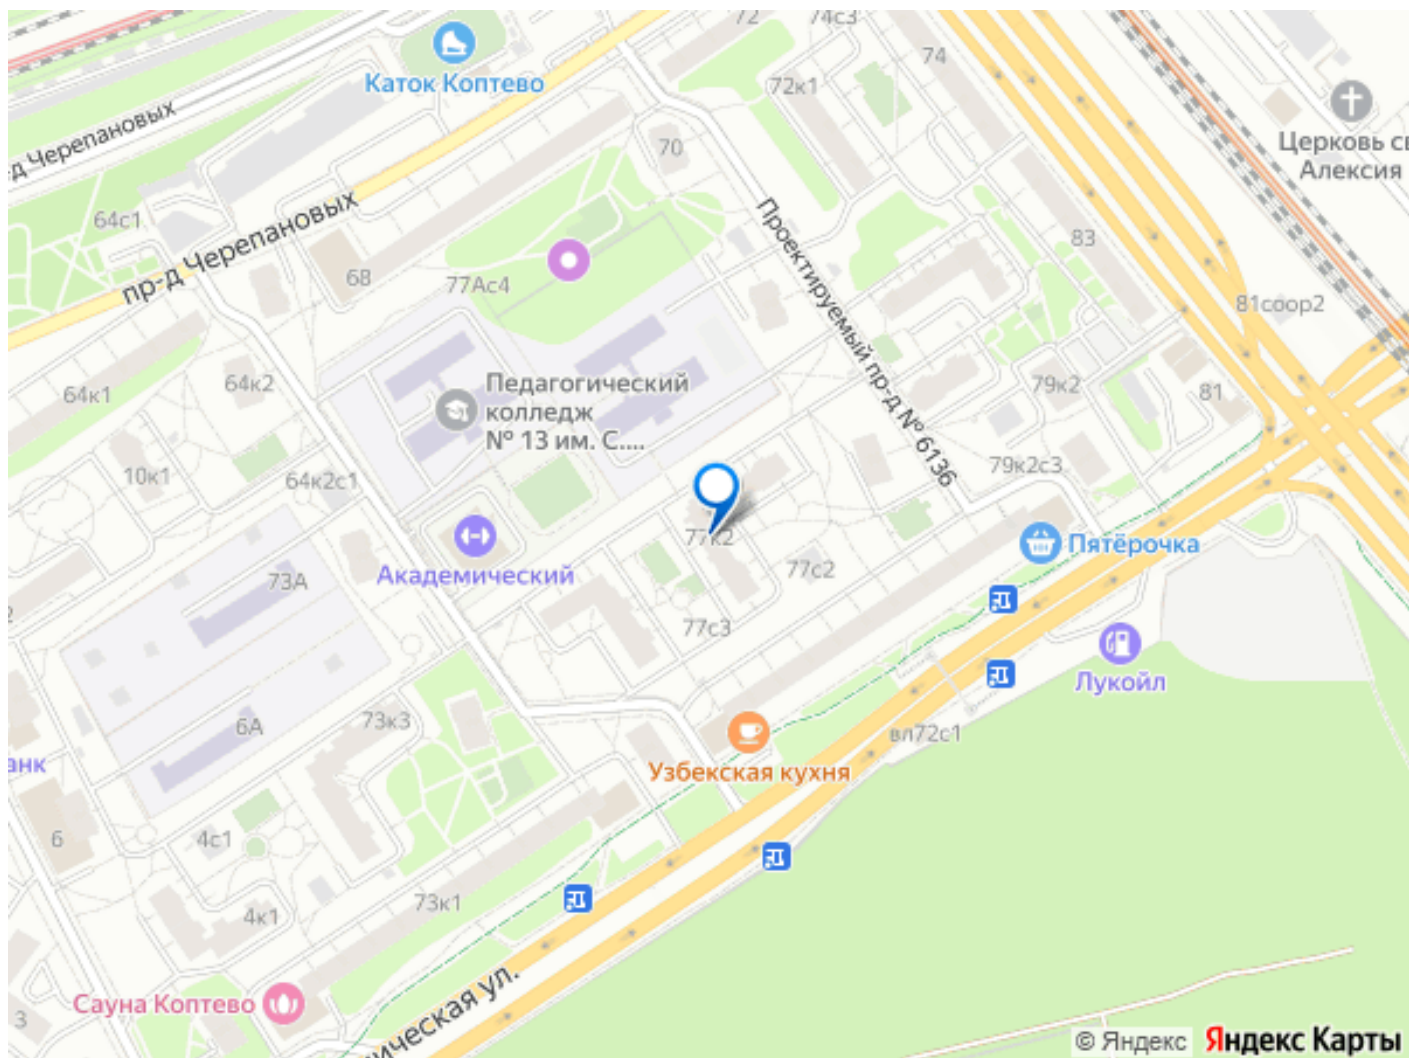 72
74с3
74
Каток Коптево
72к1
Церковь св
Алексия
д Черепановых
70
64с1
пр-д Черепановых
Проектируемый пр-д № 6136
83
68
77Ас4
81соор2
64к1
64к2
Педагогический
колледж
№ 13 им. С....
79к2
81
10к1
64к2с1
79к2с3
77к2
Пятёрочка
73А
Академический
77с2
77с3
Лукойл
6А
73к3
вл72с1
анк
Узбекская кухня
6
4с1
4к1
73к1
Сауна Коптево
ическая ул.
3
© Яндекс
Яндекс Карты